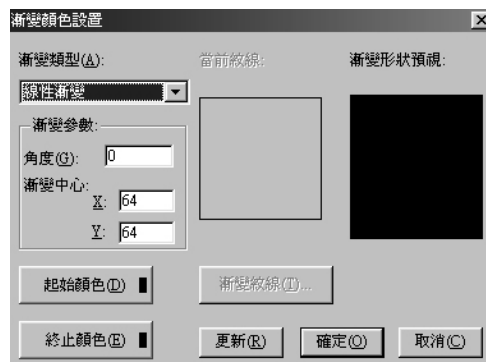 漸變顏色設置
漸變類型(A):
當前紋線:
漸變形狀預視:
線性漸變
漸變參數:
角度(G): 0
漸變中心:
X: 64
Y: 64
起始顏色(D)
漸變紋線(T)...
終止顏色(E)
更新(R)
確定(O)
取消(C)